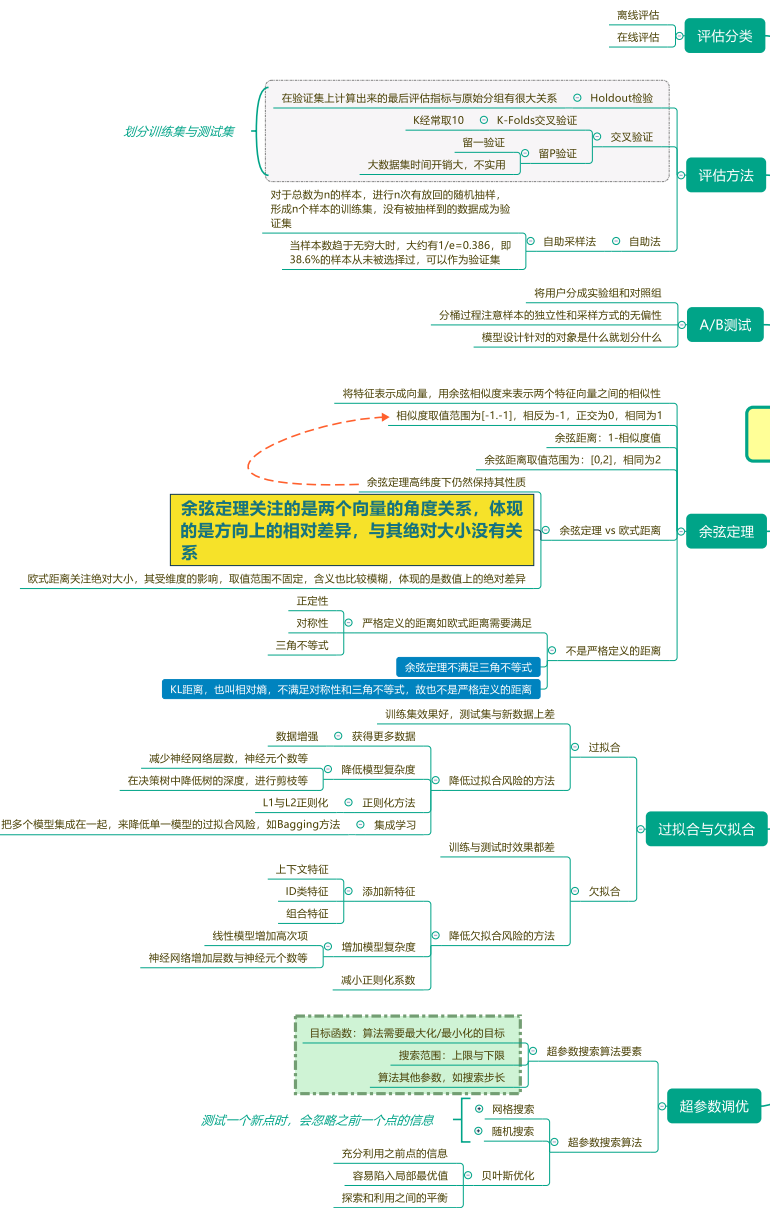 离线评估
在线评估
评估分类
在验证集上计算出来的最后评估指标与原始分组有很大关系
Holdout检验
K经常取10
K-Folds交叉验证
划分训练集与测试集
留一验证
交叉验证
留P验证
大数据集时间开销大，不实用
评估方法
对于总数为n的样本，进行n次有放回的随机抽样，
形成n个样本的训练集，没有被抽样到的数据成为验
证集
自助采样法
自助法
当样本数趋于无穷大时，大约有1/e=0.386，即
38.6%的样本从未被选择过，可以作为验证集
将用户分成实验组和对照组
分桶过程注意样本的独立性和采样方式的无偏性
A/B测试
模型设计针对的对象是什么就划分什么
将特征表示成向量，用余弦相似度来表示两个特征向量之间的相似性
相似度取值范围为[-1.-1]，相反为-1，正交为0，相同为1
余弦距离：1-相似度值
余弦距离取值范围为：[0,2]，相同为2
余弦定理高纬度下仍然保持其性质
余弦定理关注的是两个向量的角度关系，体现
的是方向上的相对差异，与其绝对大小没有关
系
余弦定理 vs 欧式距离
余弦定理
欧式距离关注绝对大小，其受维度的影响，取值范围不固定，含义也比较模糊，体现的是数值上的绝对差异
正定性
对称性
严格定义的距离如欧式距离需要满足
三角不等式
不是严格定义的距离
余弦定理不满足三角不等式
KL距离，也叫相对熵，不满足对称性和三角不等式，故也不是严格定义的距离
训练集效果好，测试集与新数据上差
数据增强
获得更多数据
过拟合
减少神经网络层数，神经元个数等
降低模型复杂度
在决策树中降低树的深度，进行剪枝等
降低过拟合风险的方法
L1与L2正则化
正则化方法
把多个模型集成在一起，来降低单一模型的过拟合风险，如Bagging方法
集成学习
过拟合与欠拟合
训练与测试时效果都差
上下文特征
ID类特征
添加新特征
欠拟合
组合特征
线性模型增加高次项
增加模型复杂度
降低欠拟合风险的方法
神经网络增加层数与神经元个数等
减小正则化系数
目标函数：算法需要最大化/最小化的目标
搜索范围：上限与下限
超参数搜索算法要素
算法其他参数，如搜索步长
超参数调优
网格搜索
测试一个新点时，会忽略之前一个点的信息
随机搜索
超参数搜索算法
充分利用之前点的信息
容易陷入局部最优值
贝叶斯优化
探索和利用之间的平衡